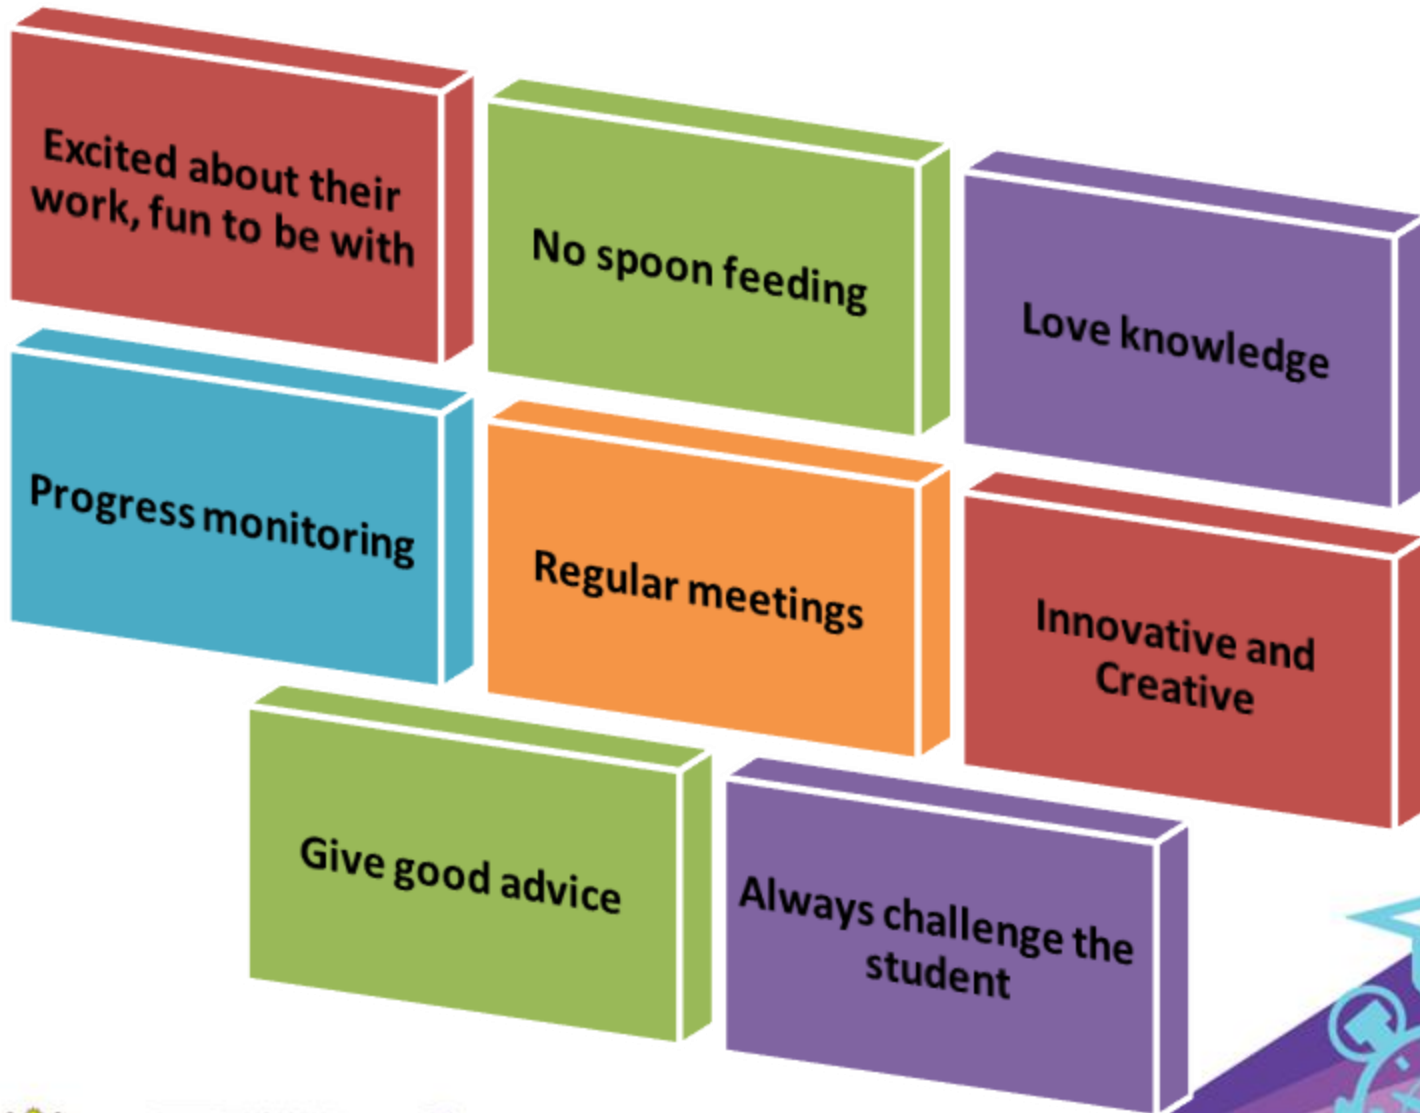 Excited about their
work, fun to be with
No spoon feeding
Love knowledge
Progress monitoring
Regular meetings
Innovative and
Creative
Give good advice
Always challenge the
student